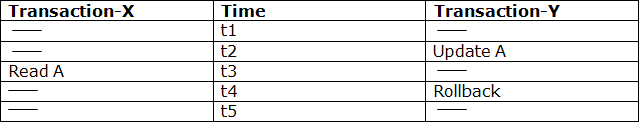 Transaction-X Time Transaction-Y
—— t1 ——
—— t2 Update A
Read A t3 ——
—— t4 Rollback
—— t5 ——